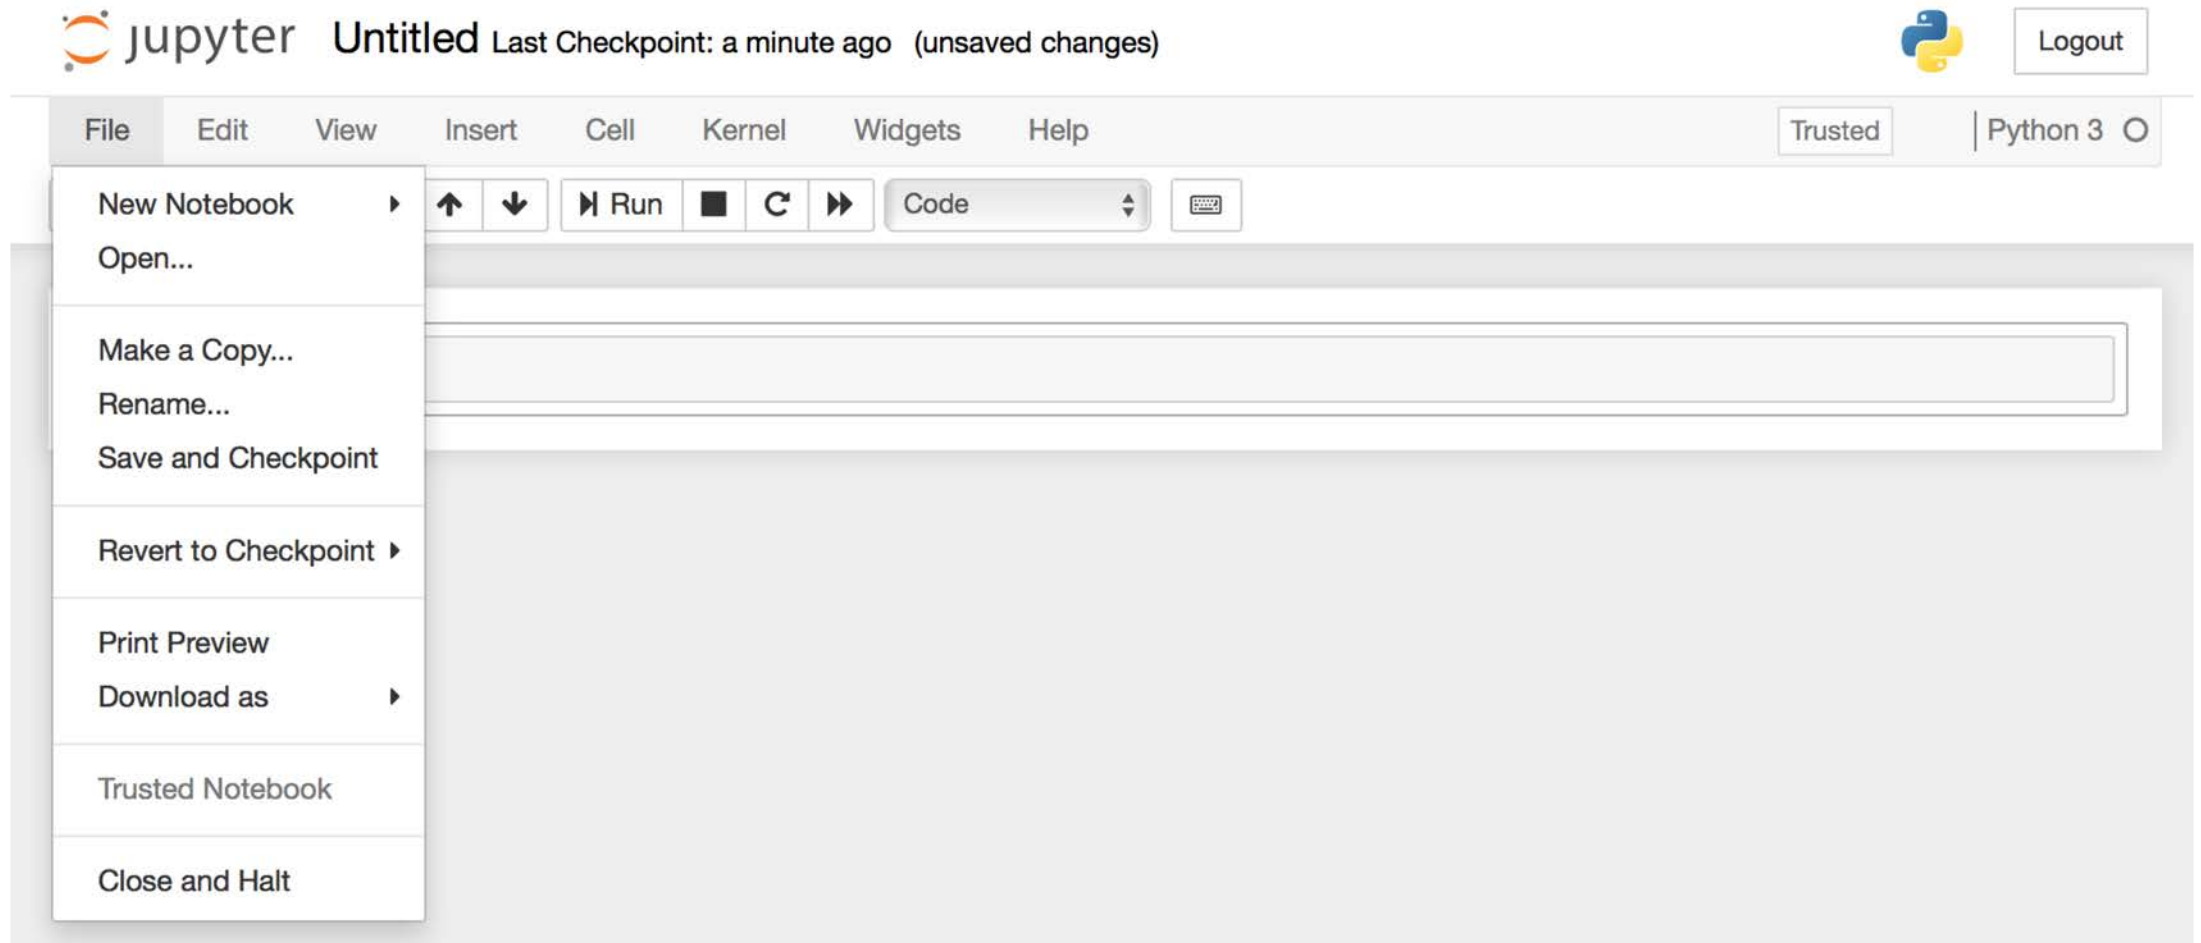 jupyter Untitled Last Checkpoint: a minute ago (unsaved changes) Logout
File Edit View Insert Cell Kernel Widgets Help Trusted Python 3
Run Code
New Notebook
Open...
Make a Copy...
Rename...
Save and Checkpoint
Revert to Checkpoint
Print Preview
Download as
Trusted Notebook
Close and Halt